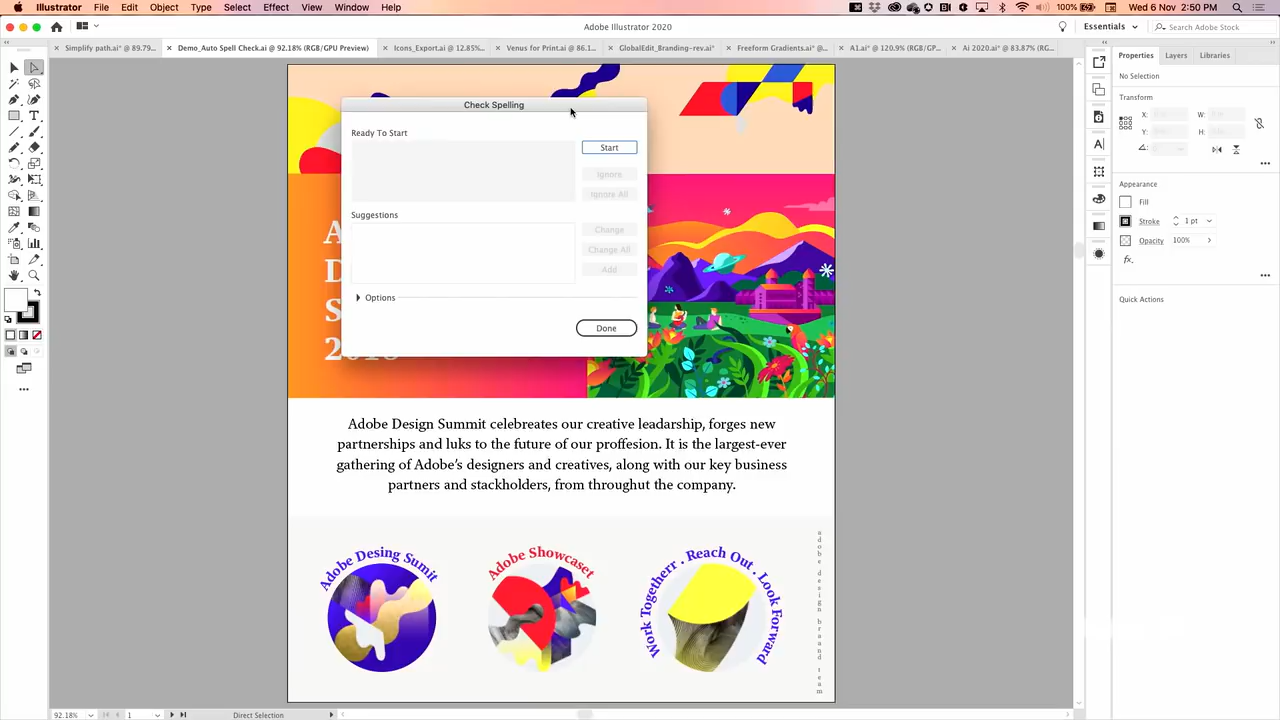 Illustrator File Edit Object Type Select Effect View Window Help 100% Wed 6 Nov 2:50 PM
Adobe Illustrator 2020 Essentials Search Adobe Stock
Simplify path.ai* @ 89.79... Demo_Auto Spell Check.ai @ 92.18% (RGB/GPU Preview) Icons_Export.ai @ 12.85%... Venus for Print.ai @ 86.1... GlobalEdit_Branding-rev.ai* Freeform Gradients.ai* @... A1.ai* @ 120.9% (RGB/GP... Ai 2020.ai* @ 83.87% (RG...
Properties Layers Libraries
No Selection
Transform
X: W:
Y: H:
Appearance
Fill
Stroke 1 pt
Opacity 100%
fx.
Quick Actions
Check Spelling
Ready To Start
Start
Ignore
Ignore All
Suggestions
Change
Change All
Add
Options
Done
A
D
S
Adobe Design Summit celebreates our creative leadarship, forges new
partnerships and luks to the future of our proffesion. It is the largest-ever
gathering of Adobe's designers and creatives, along with our key business
partners and stackholders, from throughut the company.
Adobe Desing Sumit
Adobe Showcaset
Work Togetherr . Reach Out . Look Forward
adobe design braand team
92.18% 1 Direct Selection